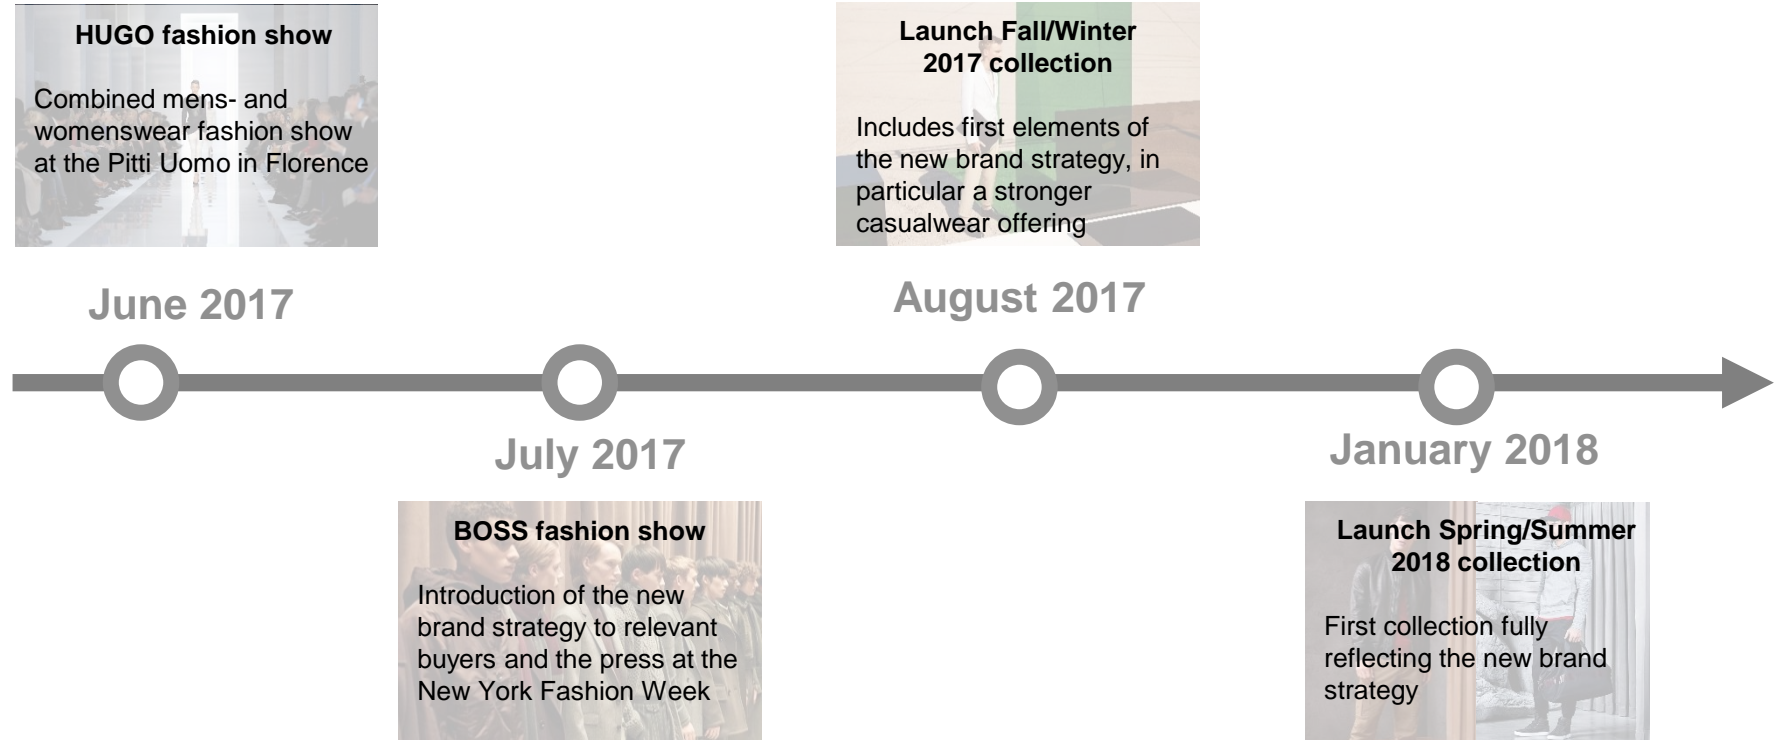 HUGO fashion show
Combined mens- and
womenswear fashion show
at the Pitti Uomo in Florence
June 2017
July 2017
BOSS fashion show
Introduction of the new
brand strategy to relevant
buyers and the press at the
New York Fashion Week
Launch Fall/Winter
2017 collection
Includes first elements of
the new brand strategy, in
particular a stronger
casualwear offering
August 2017
January 2018
Launch Spring/Summer
2018 collection
First collection fully
reflecting the new brand
strategy